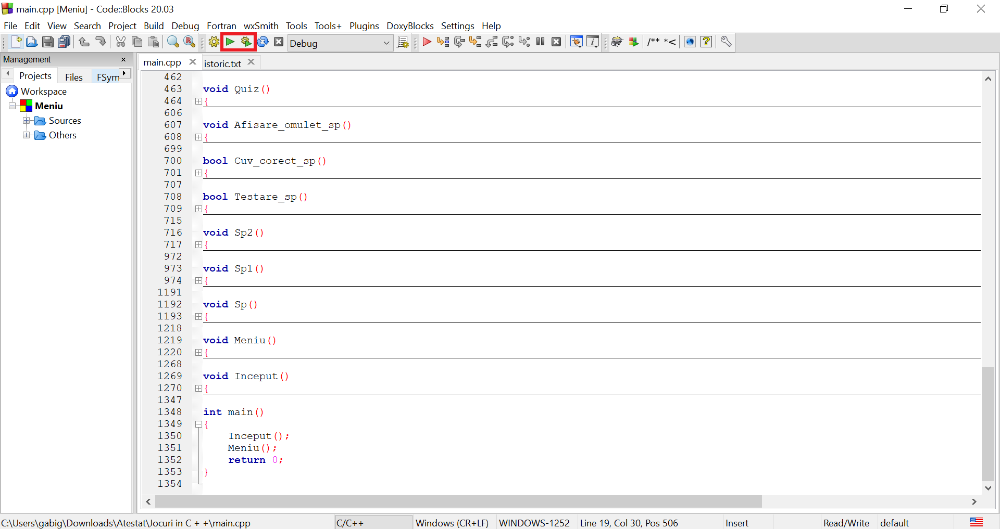 main.cpp [Meniu] - Code::Blocks 20.03
File Edit View Search Project Build Debug Fortran wxSmith Tools Tools+ Plugins DoxyBlocks Settings Help
Debug
/** *<
Management
main.cpp istoric.txt
Projects Files FSym
Workspace
Meniu
Sources
Others
462
463 void Quiz()
464 {
606
607 void Afisare_omulet_sp()
608 {
699
700 bool Cuv_corect_sp()
701 {
707
708 bool Testare_sp()
709 {
715
716 void Sp2()
717 {
972
973 void Sp1()
974 {
1191
1192 void Sp()
1193 {
1218
1219 void Meniu()
1220 {
1268
1269 void Inceput()
1270 {
1347
1348 int main()
1349 {
1350 Inceput();
1351 Meniu();
1352 return 0;
1353 }
1354
C:\Users\gabig\Downloads\Atestat\Jocuri in C + +\main.cpp C/C++ Windows (CR+LF) WINDOWS-1252 Line 19, Col 30, Pos 506 Insert Read/Write default